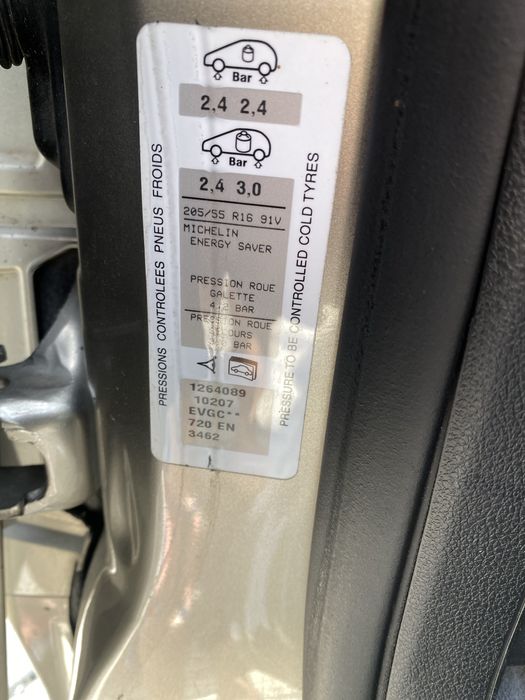 Bar
2,4 2,4
Bar
2,4 3,0
205/55 R16 91V
MICHELIN
ENERGY SAVER
PRESSION ROUE
GALETTE
4,2 BAR
ROUE
BAR
1264089
10207
EVGC**
720 EN
3462
PRESSIONS CONTROLEES PNEUS FROIDS
PRESSURE TO BE CONTROLLED COLD TYRES